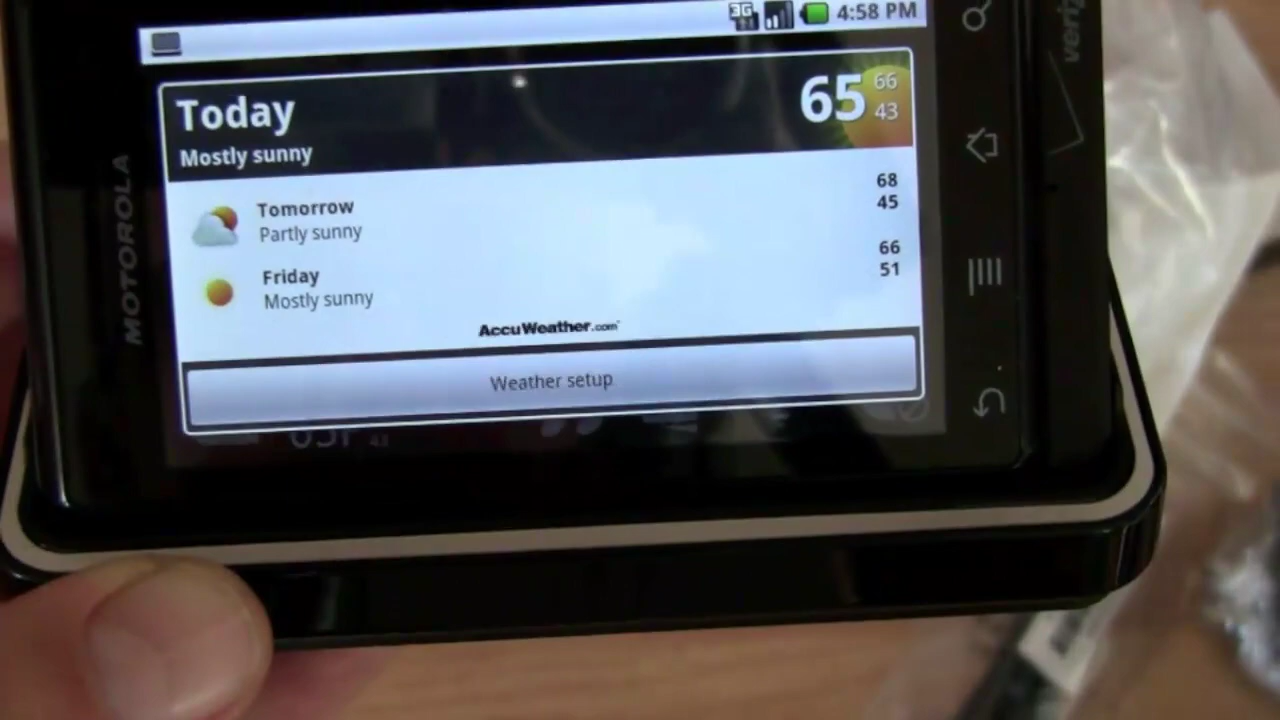 3G 4:58 PM
Today
65 66
43
Mostly sunny
Tomorrow
Partly sunny
68
45
Friday
Mostly sunny
66
51
AccuWeather.com
Weather setup
MOTOROLA